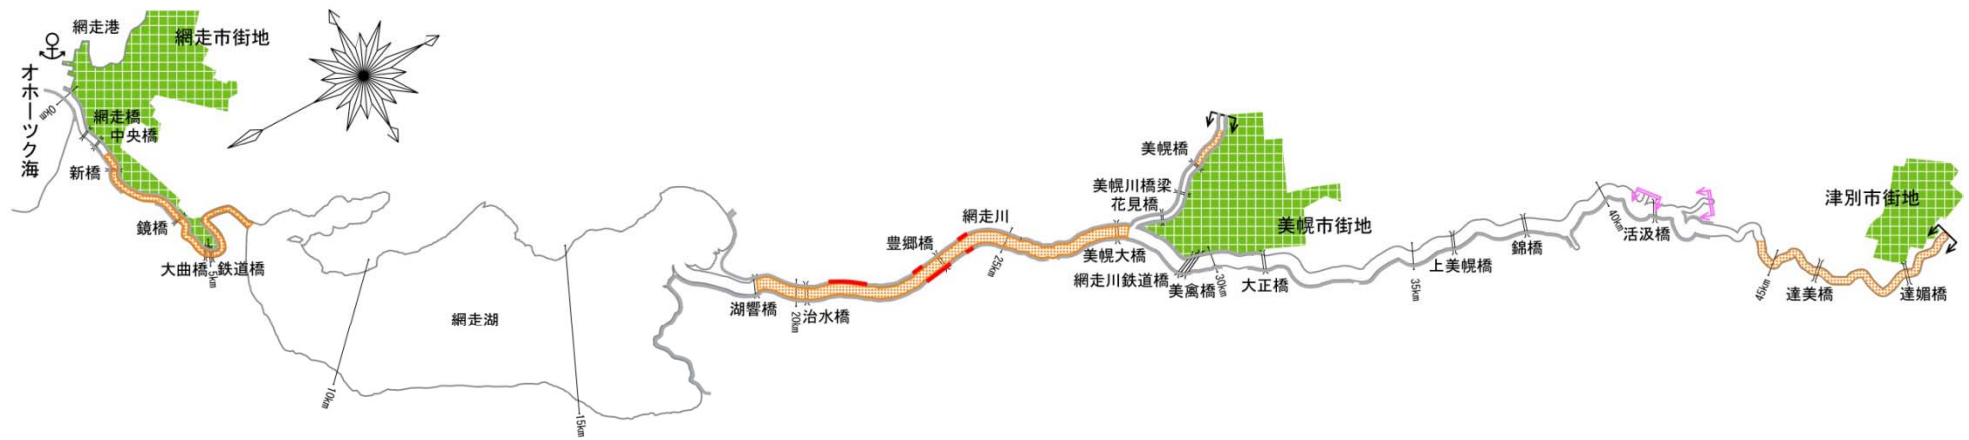 網走港
網走市街地
オホーツク海
0km
網走橋
中央橋
新橋
鏡橋
大曲橋
5km
鉄道橋
10km
網走湖
15km
湖響橋
20km
治水橋
豊郷橋
網走川
25km
美幌橋
美幌川橋梁
花見橋
美幌大橋
網走川鉄道橋
美禽橋
30km
美幌市街地
大正橋
35km
上美幌橋
錦橋
40km
活汲橋
45km
達美橋
達媚橋
津別市街地